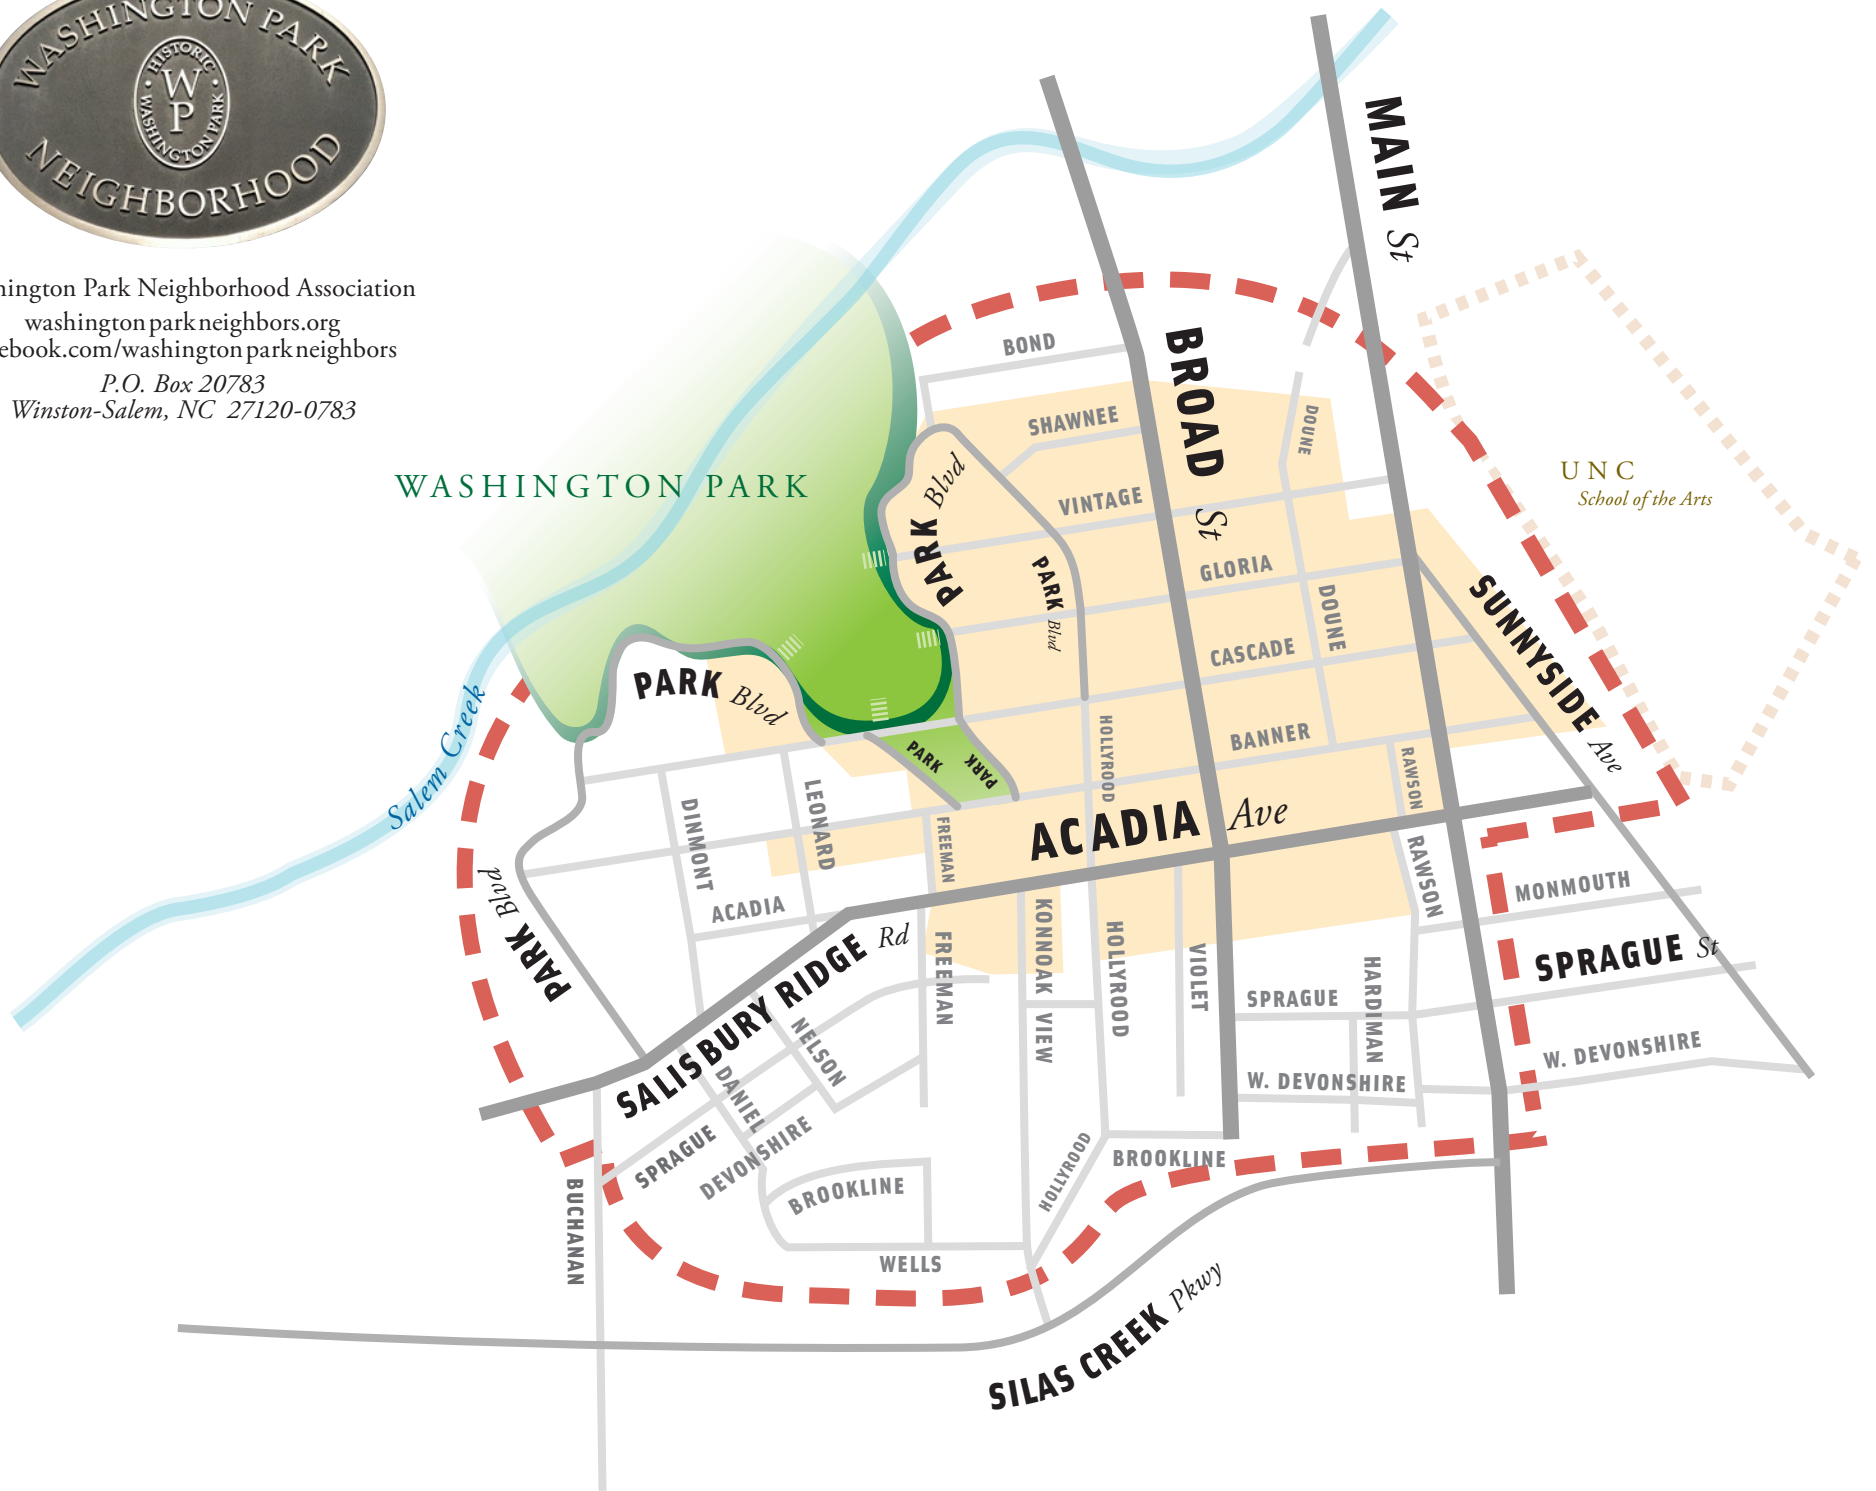 WASHINGTON PARK
HISTORIC
W
P
WASHINGTON PARK
NEIGHBORHOOD
Park Neighborhood Association
washingtonparkneighbors.org
P.O. Box 20783
Winston-Salem, NC 27120-0783
MAIN St
BROAD St
BOND
SHAWNEE
DOUNE
PARK Blvd
VINTAGE
WASHINGTON PARK
UNC
School of the Arts
PARK Blvd
GLORIA
DOUNE
SUNNYSIDE Ave
CASCADE
PARK Blvd
Salem Creek
HOLLYROOD
BANNER
RAWSON
PARK
PARK
LEONARD
DINMONT
FREEMAN
ACADIA Ave
RAWSON
PARK Blvd
ACADIA
MONMOUTH
SALISBURY RIDGE Rd
FREEMAN
KONNOAK VIEW
HOLLYROOD
VIOLET
SPRAGUE
HARDIMAN
SPRAGUE St
NELSON
DANIEL
W. DEVONSHIRE
W. DEVONSHIRE
SPRAGUE
DEVONSHIRE
HOLLYROOD
BROOKLINE
BROOKLINE
BUCHANAN
WELLS
SILAS CREEK Pkwy